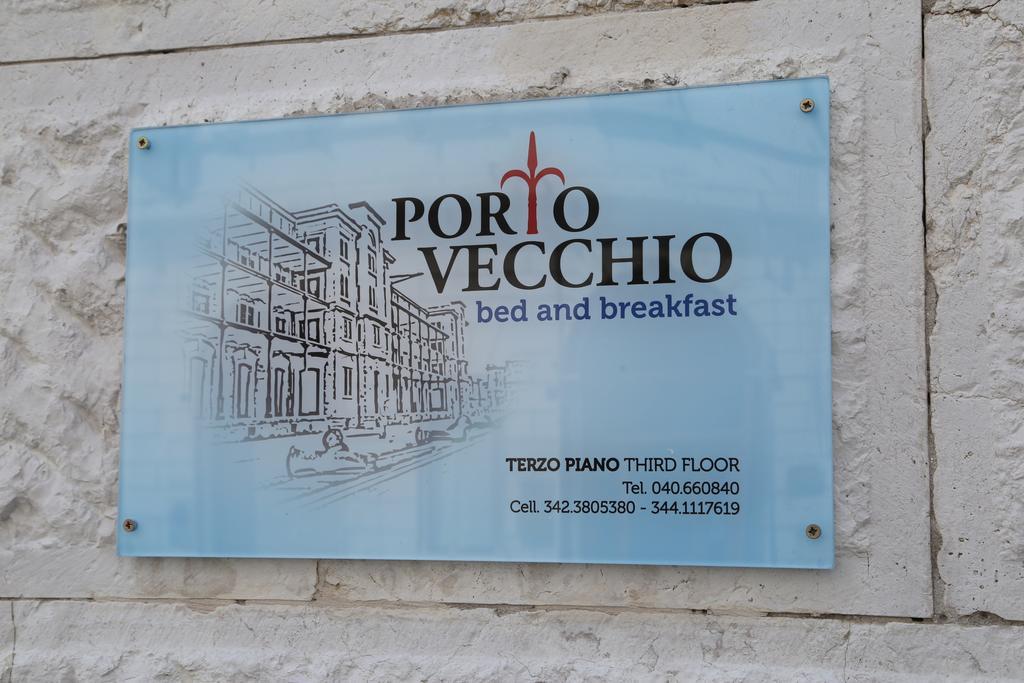 PORTO
VECCHIO
bed and breakfast
TERZO PIANO THIRD FLOOR
Tel. 040.660840
Cell. 342.3805380 - 344.1117619